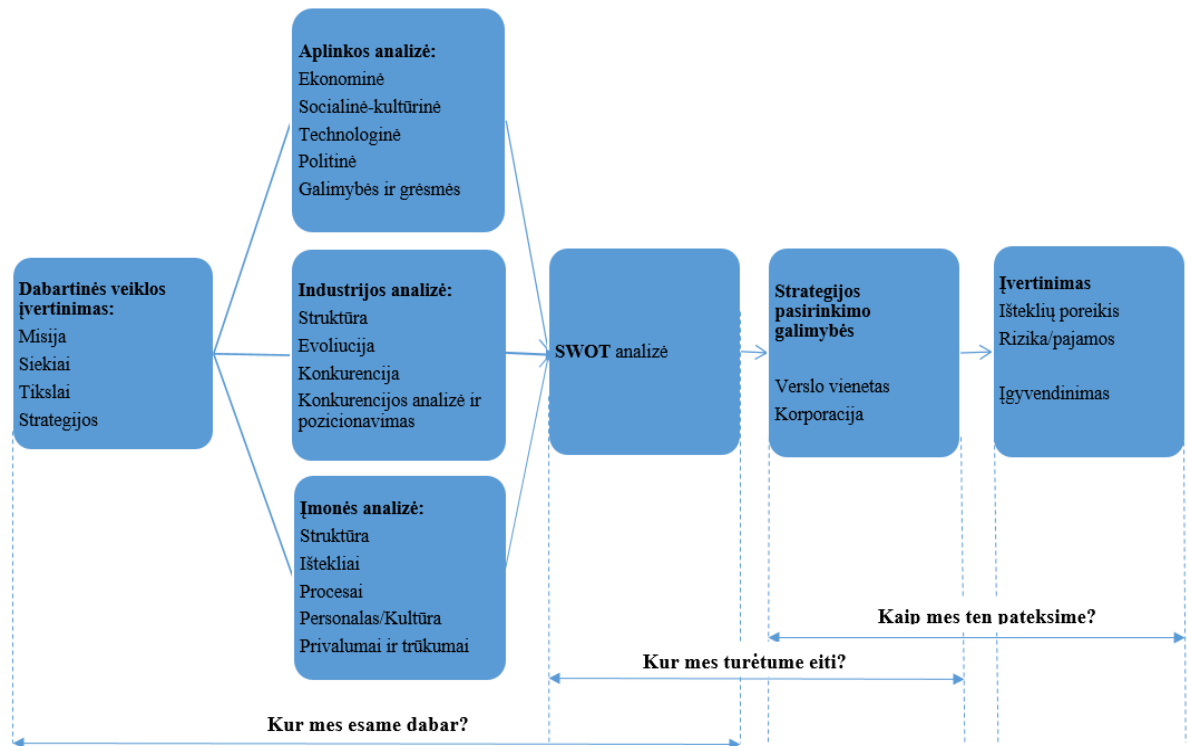 Aplinkos analizė:
Ekonominė
Socialinė-kultūrinė
Technologinė
Politinė
Galimybės ir grėsmės
Dabartinės veiklos
įvertinimas:
Misija
Siekiai
Tikslai
Strategijos
Industrijos analizė:
Struktūra
Evoliucija
Konkurencija
Konkurencijos analizė ir
pozicionavimas
Įmonės analizė:
Struktūra
Ištekliai
Procesai
Personalas/Kultūra
Privalumai ir trūkumai
SWOT analizė
Strategijos
pasirinkimo
galimybės
Verslo vienetas
Korporacija
Įvertinimas
Išteklių poreikis
Rizika/pajamos
Įgyvendinimas
Kaip mes ten pateksime?
Kur mes turėtume eiti?
Kur mes esame dabar?